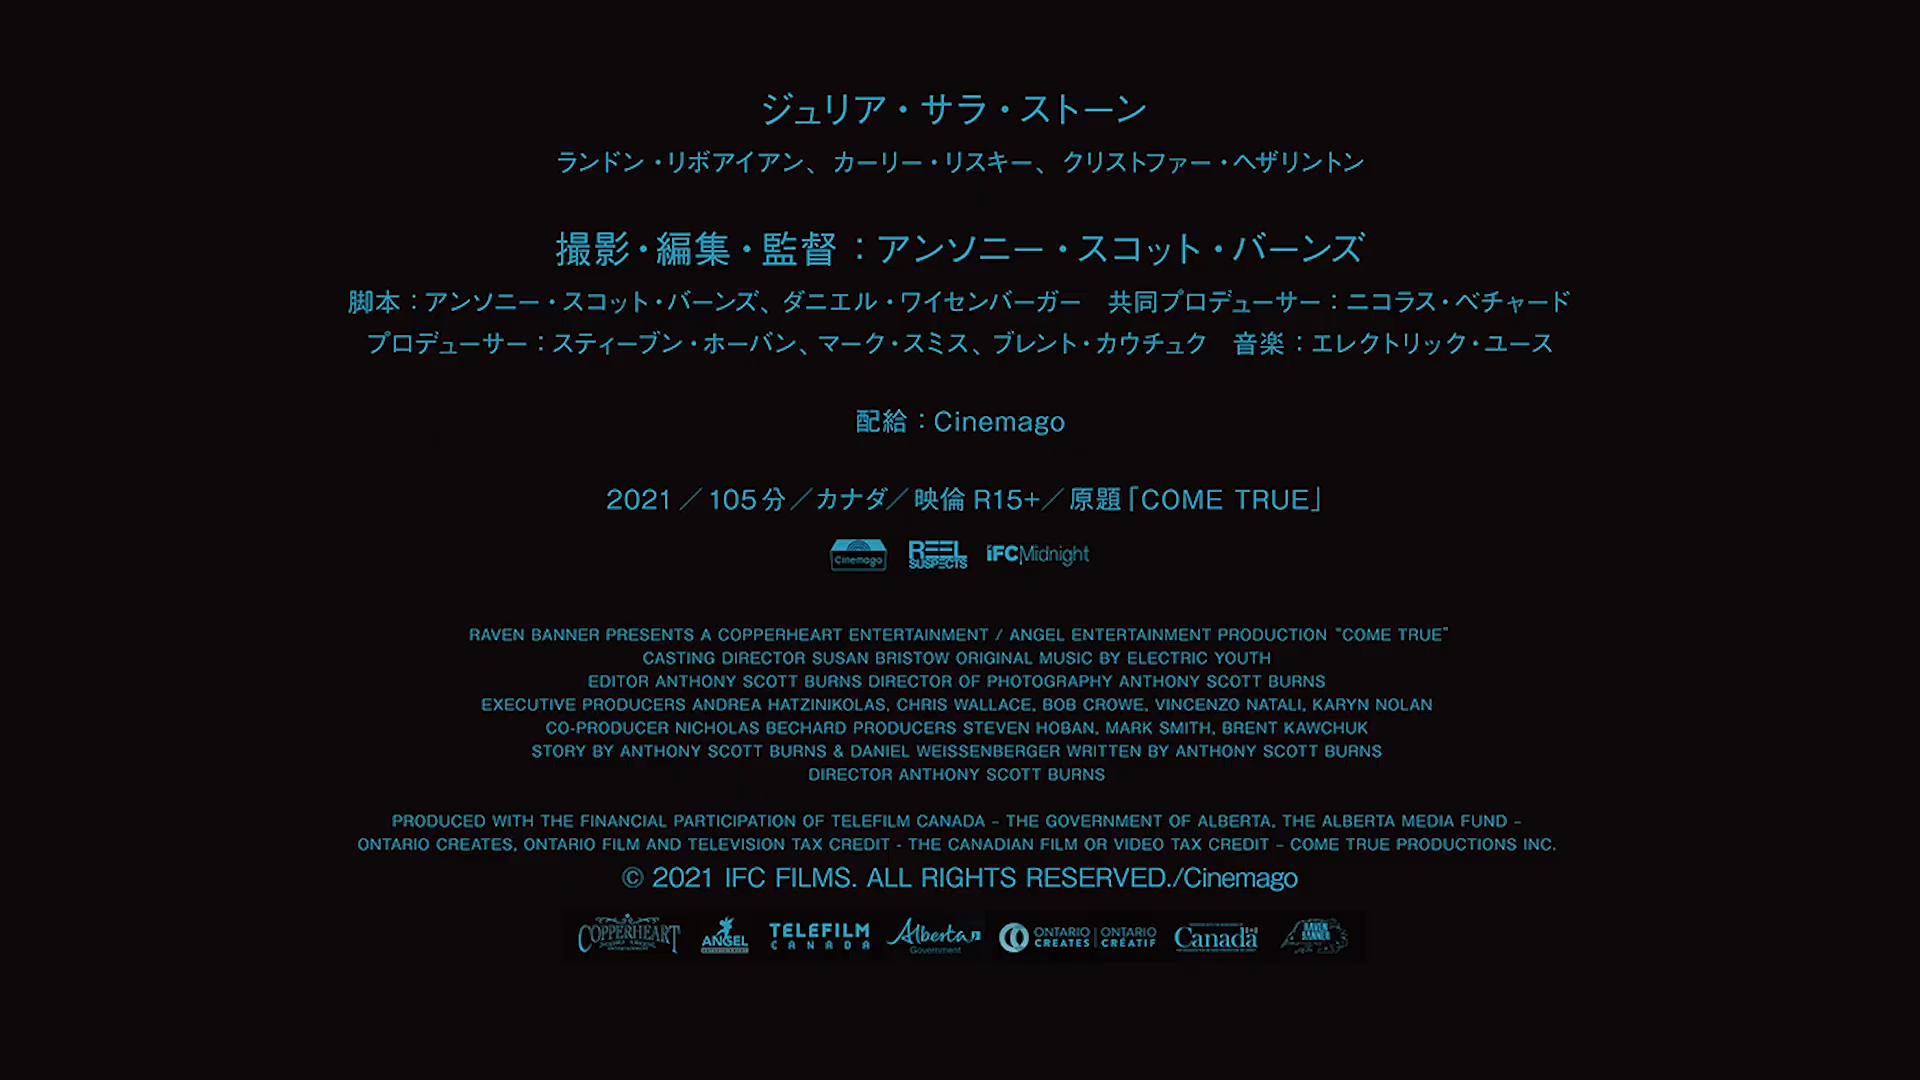 ジュリア・サラ・ストーン
ランドン・リボアイアン、カーリー・リスキー、クリストファー・ヘザリントン
撮影・編集・監督：アンソニー・スコット・バーンズ
脚本：アンソニー・スコット・バーンズ、ダニエル・ワイセンバーガー　共同プロデューサー：ニコラス・ベチャード
プロデューサー：スティーブン・ホーバン、マーク・スミス、ブレント・カウチュク　音楽：エレクトリック・ユース
配給：Cinemago
2021／105分／カナダ／映倫 R15+／原題「COME TRUE」
Cinemago REEL SUSPECTS iFC|Midnight
RAVEN BANNER PRESENTS A COPPERHEART ENTERTAINMENT / ANGEL ENTERTAINMENT PRODUCTION "COME TRUE"
CASTING DIRECTOR SUSAN BRISTOW ORIGINAL MUSIC BY ELECTRIC YOUTH
EDITOR ANTHONY SCOTT BURNS DIRECTOR OF PHOTOGRAPHY ANTHONY SCOTT BURNS
EXECUTIVE PRODUCERS ANDREA HATZINIKOLAS, CHRIS WALLACE, BOB CROWE, VINCENZO NATALI, KARYN NOLAN
CO-PRODUCER NICHOLAS BECHARD PRODUCERS STEVEN HOBAN, MARK SMITH, BRENT KAWCHUK
STORY BY ANTHONY SCOTT BURNS & DANIEL WEISSENBERGER WRITTEN BY ANTHONY SCOTT BURNS
DIRECTOR ANTHONY SCOTT BURNS
PRODUCED WITH THE FINANCIAL PARTICIPATION OF TELEFILM CANADA – THE GOVERNMENT OF ALBERTA, THE ALBERTA MEDIA FUND –
ONTARIO CREATES, ONTARIO FILM AND TELEVISION TAX CREDIT - THE CANADIAN FILM OR VIDEO TAX CREDIT – COME TRUE PRODUCTIONS INC.
© 2021 IFC FILMS. ALL RIGHTS RESERVED./Cinemago
COPPERHEART ANGEL ENTERTAINMENT TELEFILM CANADA Alberta Government ONTARIO CREATES | ONTARIO CRÉATIF Canada RAVEN BANNER